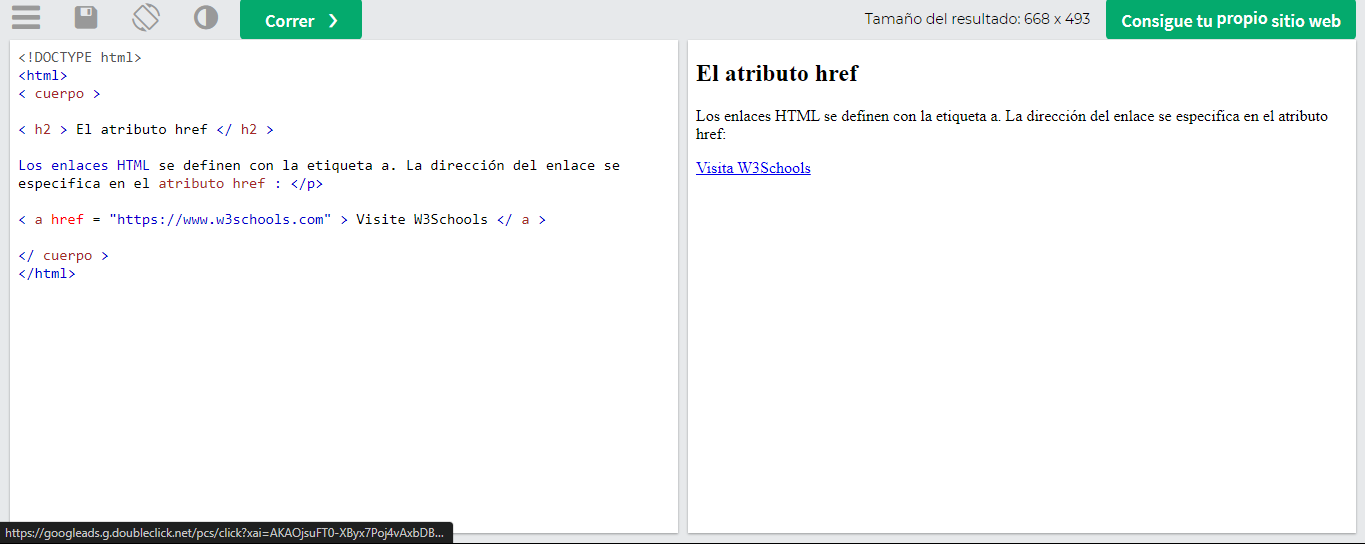 Correr ❯
Tamaño del resultado: 668 x 493
Consigue tu propio sitio web
<!DOCTYPE html>
<html>
< cuerpo >
< h2 > El atributo href </ h2 >
Los enlaces HTML se definen con la etiqueta a. La dirección del enlace se
especifica en el atributo href : </p>
< a href = "https://www.w3schools.com" > Visite W3Schools </ a >
</ cuerpo >
</html>
El atributo href
Los enlaces HTML se definen con la etiqueta a. La dirección del enlace se especifica en el atributo
href:
Visita W3Schools
https://googleads.g.doubleclick.net/pcs/click?xai=AKAOjsuFT0-XByx7Poj4vAxbDB...